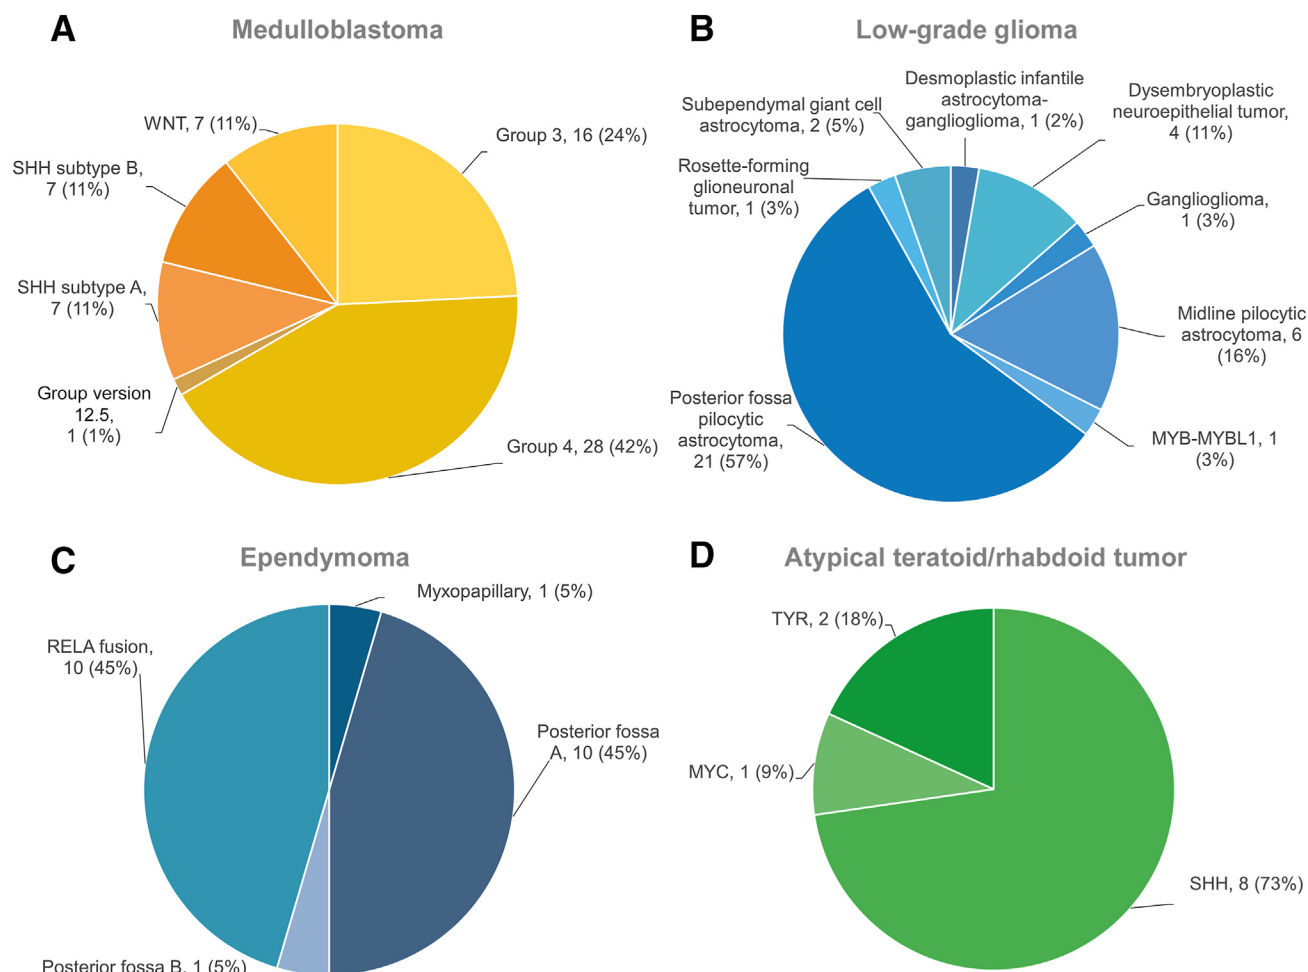 A
Medulloblastoma
WNT, 7 (11%)
Group 3, 16 (24%)
SHH subtype B,
7 (11%)
SHH subtype A,
7 (11%)
Group version
12.5,
1 (1%)
Group 4, 28 (42%)
B
Low-grade glioma
Subependymal giant cell
astrocytoma, 2 (5%)
Desmoplastic infantile
astrocytoma-
ganglioglioma, 1 (2%)
Dysembryoplastic
neuroepithelial tumor,
4 (11%)
Rosette-forming
glioneuronal
tumor, 1 (3%)
Ganglioglioma,
1 (3%)
Midline pilocytic
astrocytoma, 6
(16%)
Posterior fossa
pilocytic
astrocytoma,
21 (57%)
MYB-MYBL1, 1
(3%)
C
Ependymoma
Myxopapillary, 1 (5%)
RELA fusion,
10 (45%)
Posterior fossa
A, 10 (45%)
Posterior fossa B, 1 (5%)
D
Atypical teratoid/rhabdoid tumor
TYR, 2 (18%)
MYC, 1 (9%)
SHH, 8 (73%)